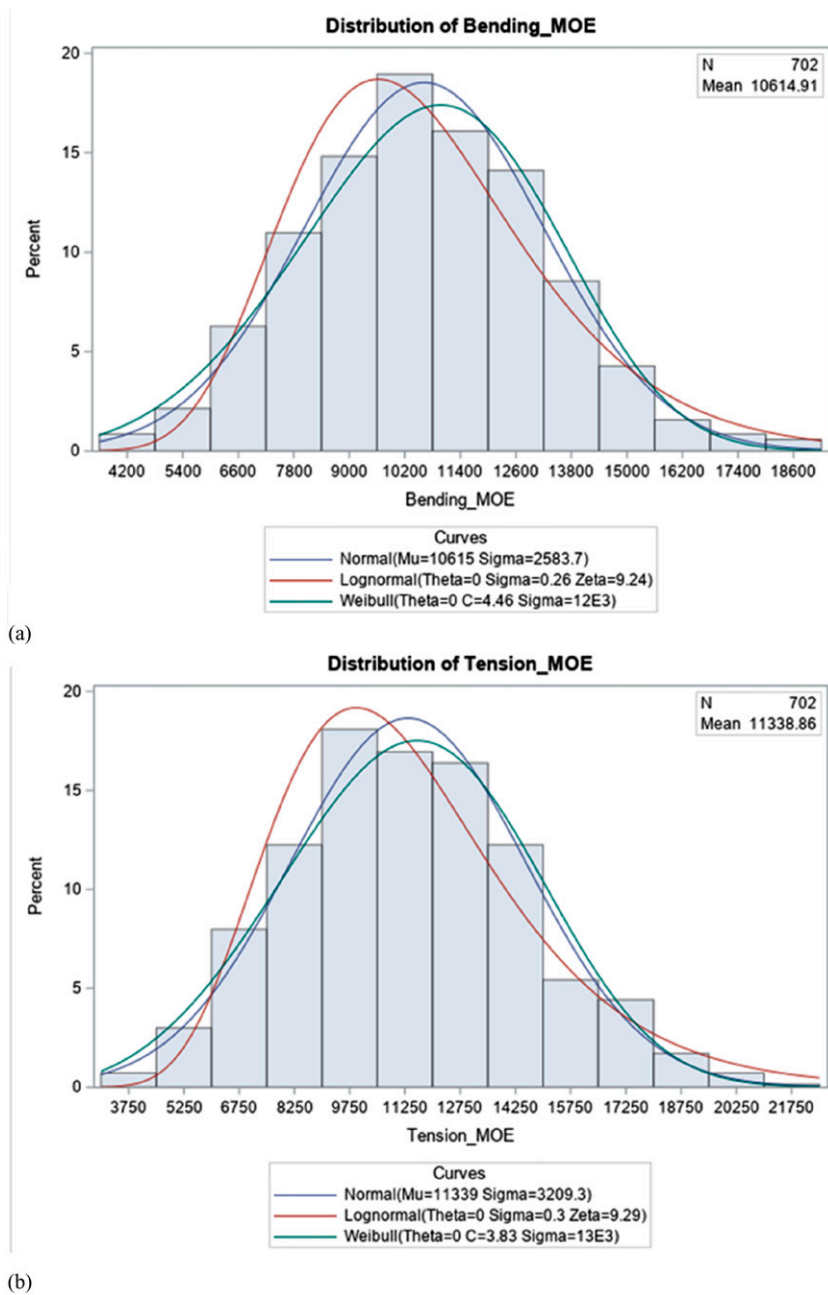 Distribution of Bending_MOE
N 702
Mean 10614.91
20
15
10
5
0
Percent
4200 5400 6600 7800 9000 10200 11400 12600 13800 15000 16200 17400 18600
Bending_MOE
Curves
Normal(Mu=10615 Sigma=2583.7)
Lognormal(Theta=0 Sigma=0.26 Zeta=9.24)
Weibull(Theta=0 C=4.46 Sigma=12E3)
(a)
Distribution of Tension_MOE
N 702
Mean 11338.86
20
15
10
5
0
Percent
3750 5250 6750 8250 9750 11250 12750 14250 15750 17250 18750 20250 21750
Tension_MOE
Curves
Normal(Mu=11339 Sigma=3209.3)
Lognormal(Theta=0 Sigma=0.3 Zeta=9.29)
Weibull(Theta=0 C=3.83 Sigma=13E3)
(b)